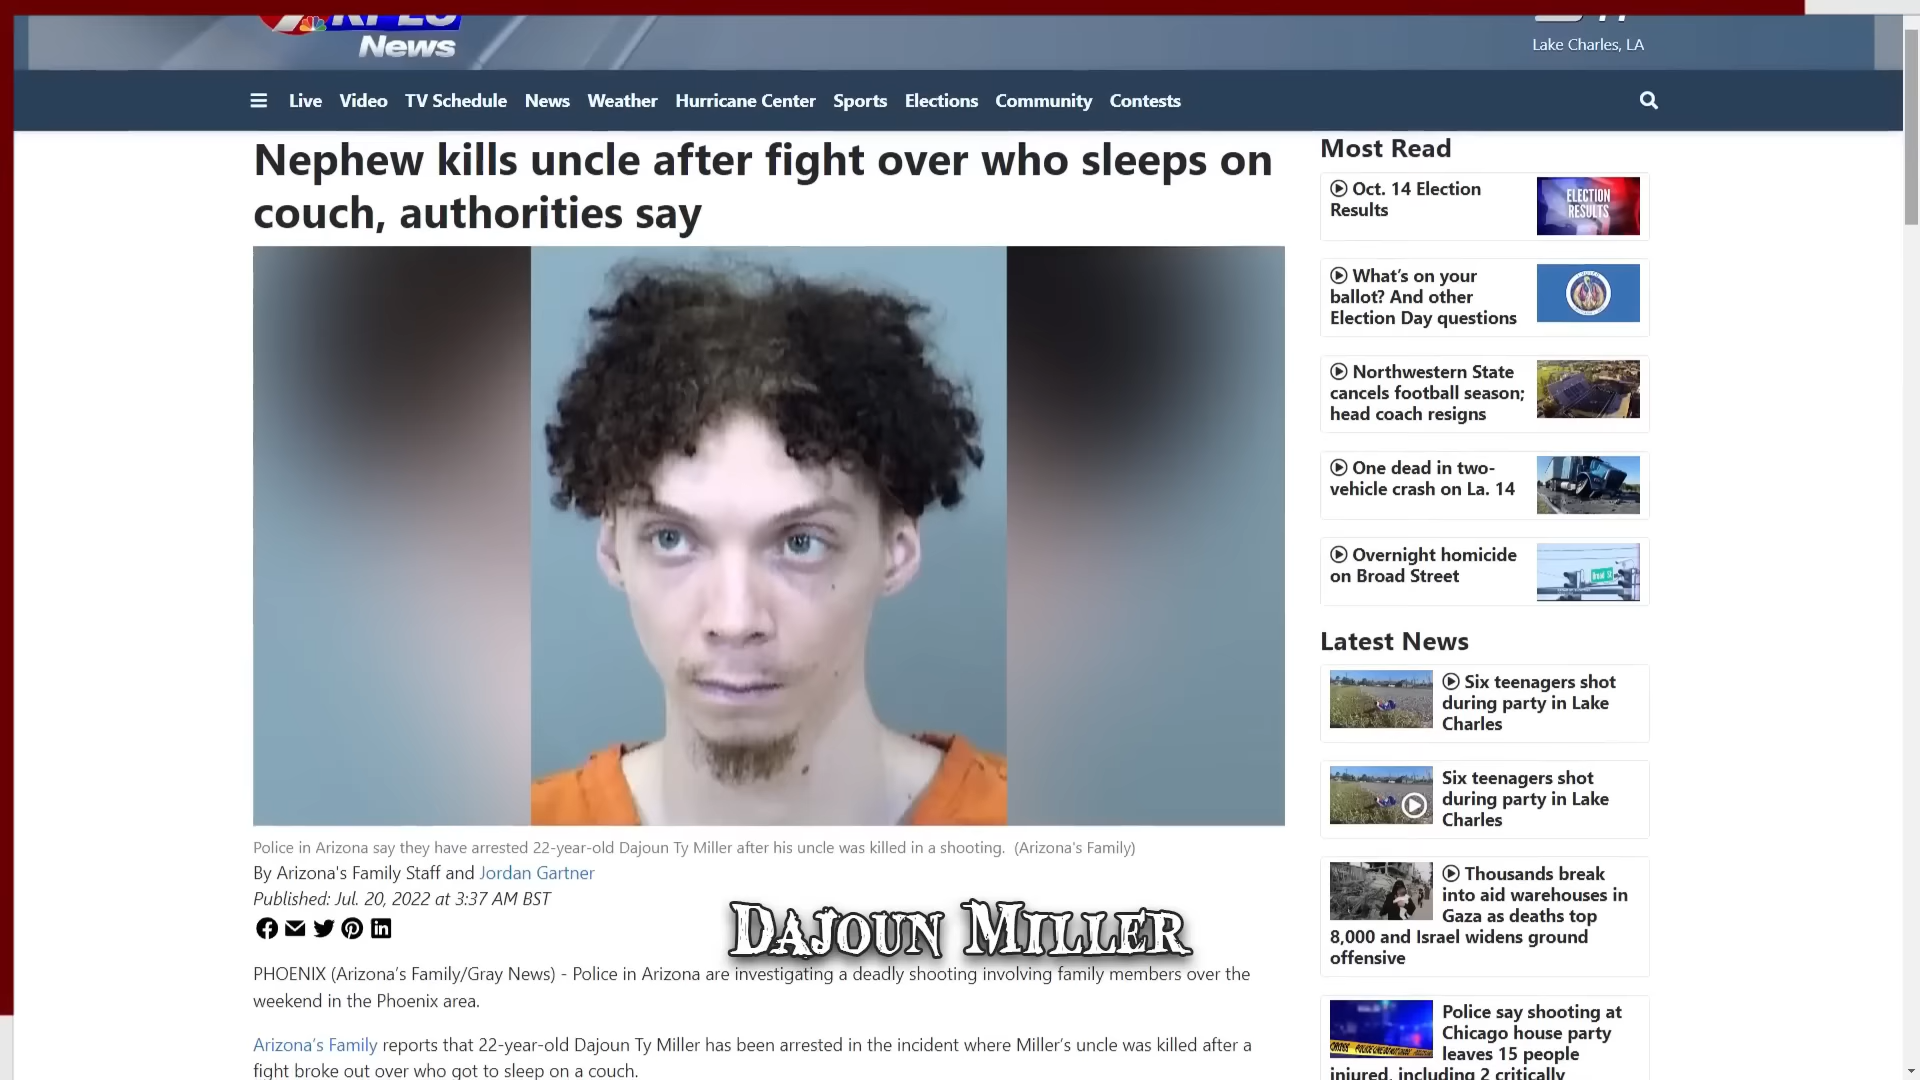 News
Lake Charles, LA
Live Video TV Schedule News Weather Hurricane Center Sports Elections Community Contests
Nephew kills uncle after fight over who sleeps on
couch, authorities say
Police in Arizona say they have arrested 22-year-old Dajoun Ty Miller after his uncle was killed in a shooting. (Arizona's Family)
By Arizona's Family Staff and Jordan Gartner
Published: Jul. 20, 2022 at 3:37 AM BST
DAJOUN MILLER
PHOENIX (Arizona's Family/Gray News) - Police in Arizona are investigating a deadly shooting involving family members over the
weekend in the Phoenix area.
Arizona's Family reports that 22-year-old Dajoun Ty Miller has been arrested in the incident where Miller's uncle was killed after a
fight broke out over who got to sleep on a couch.
Most Read
Oct. 14 Election
Results
ELECTION
RESULTS
What's on your
ballot? And other
Election Day questions
Northwestern State
cancels football season;
head coach resigns
One dead in two-
vehicle crash on La. 14
Overnight homicide
on Broad Street
Latest News
Six teenagers shot
during party in Lake
Charles
Six teenagers shot
during party in Lake
Charles
Thousands break
into aid warehouses in
Gaza as deaths top
8,000 and Israel widens ground
offensive
Police say shooting at
Chicago house party
leaves 15 people
injured, including 2 critically